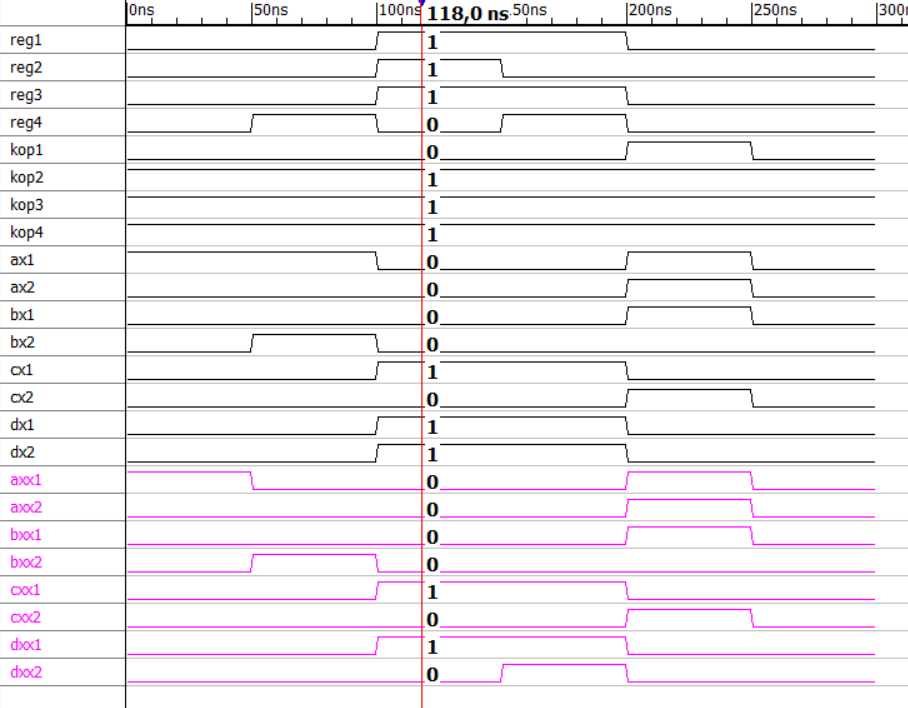 0ns 50ns 100ns 118,0 ns .50ns 200ns 250ns 300r
reg1 1
reg2 1
reg3 1
reg4 0
kop1 0
kop2 1
kop3 1
kop4 1
ax1 0
ax2 0
bx1 0
bx2 0
cx1 1
cx2 0
dx1 1
dx2 1
axx1 0
axx2 0
bxx1 0
bxx2 0
cxx1 1
cxx2 0
dxx1 1
dxx2 0